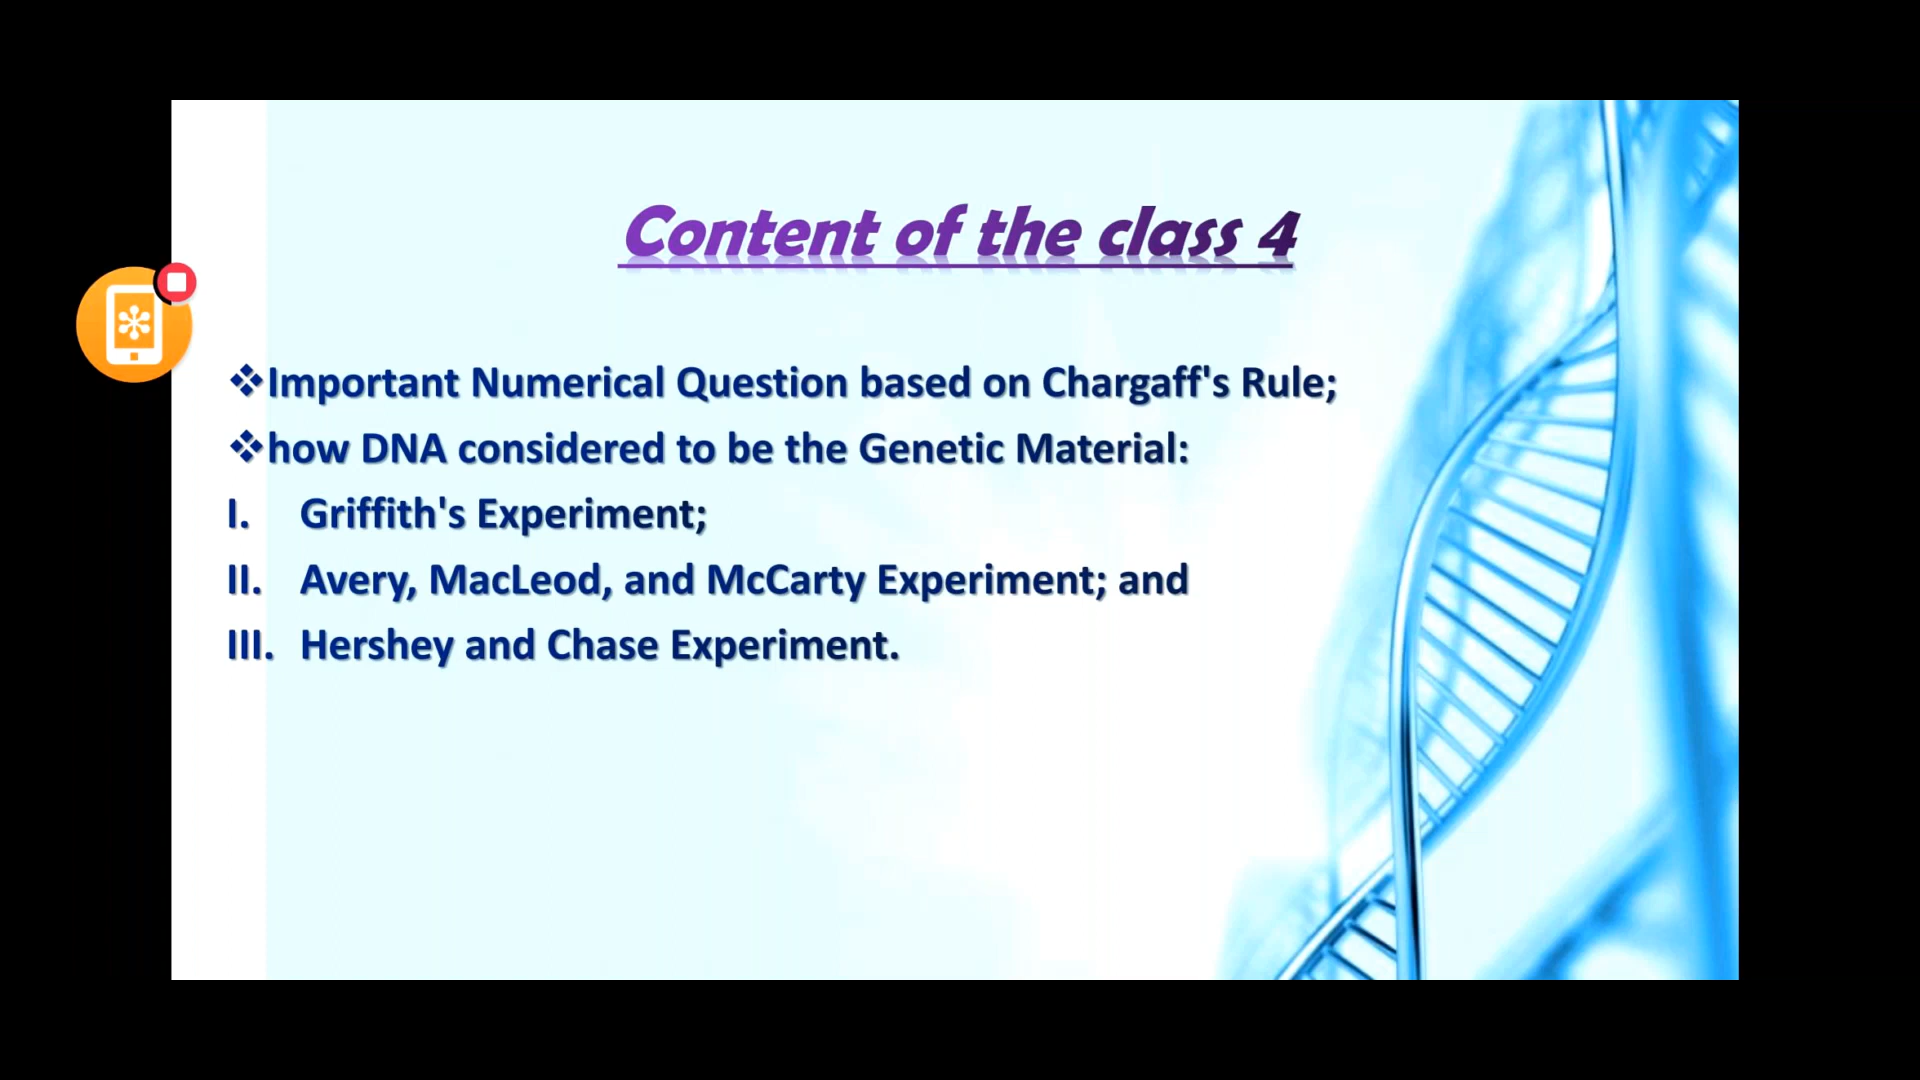 Content of the class 4
❖Important Numerical Question based on Chargaff's Rule;
❖how DNA considered to be the Genetic Material:
I. Griffith's Experiment;
II. Avery, MacLeod, and McCarty Experiment; and
III. Hershey and Chase Experiment.